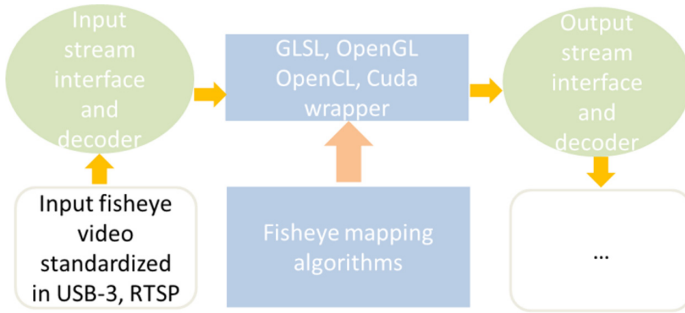 Input
stream
interface
and
decoder
GLSL, OpenGL
OpenCL, Cuda
wrapper
Output
stream
interface
and
decoder
Input fisheye
video
standardized
in USB-3, RTSP
Fisheye mapping
algorithms
...